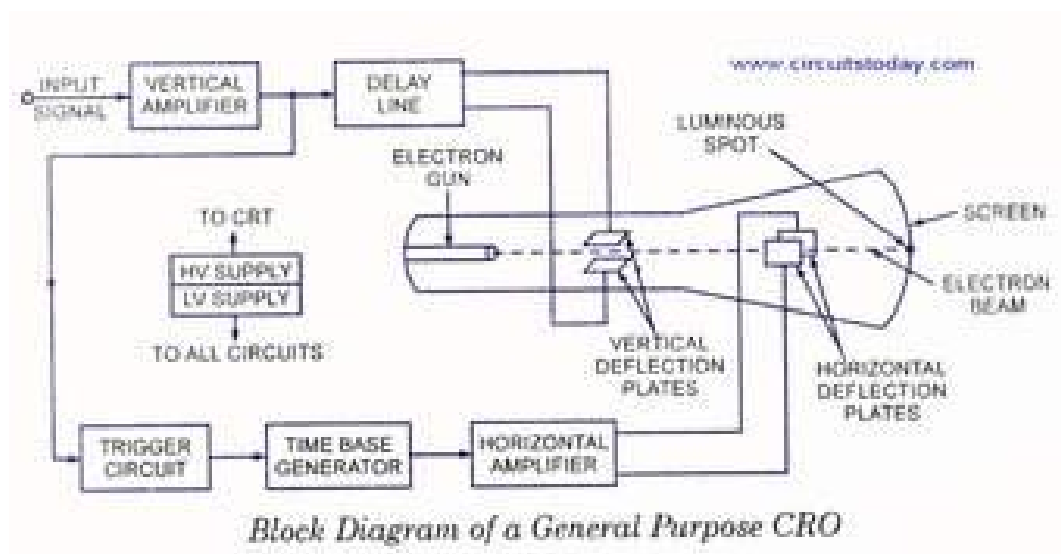 www.circuitstoday.com
INPUT
SIGNAL
VERTICAL
AMPLIFIER
DELAY
LINE
LUMINOUS
SPOT
ELECTRON
GUN
SCREEN
TO CRT
HV SUPPLY
LV SUPPLY
TO ALL CIRCUITS
ELECTRON
BEAM
VERTICAL
DEFLECTION
PLATES
HORIZONTAL
DEFLECTION
PLATES
TRIGGER
CIRCUIT
TIME BASE
GENERATOR
HORIZONTAL
AMPLIFIER
Block Diagram of a General Purpose CRO